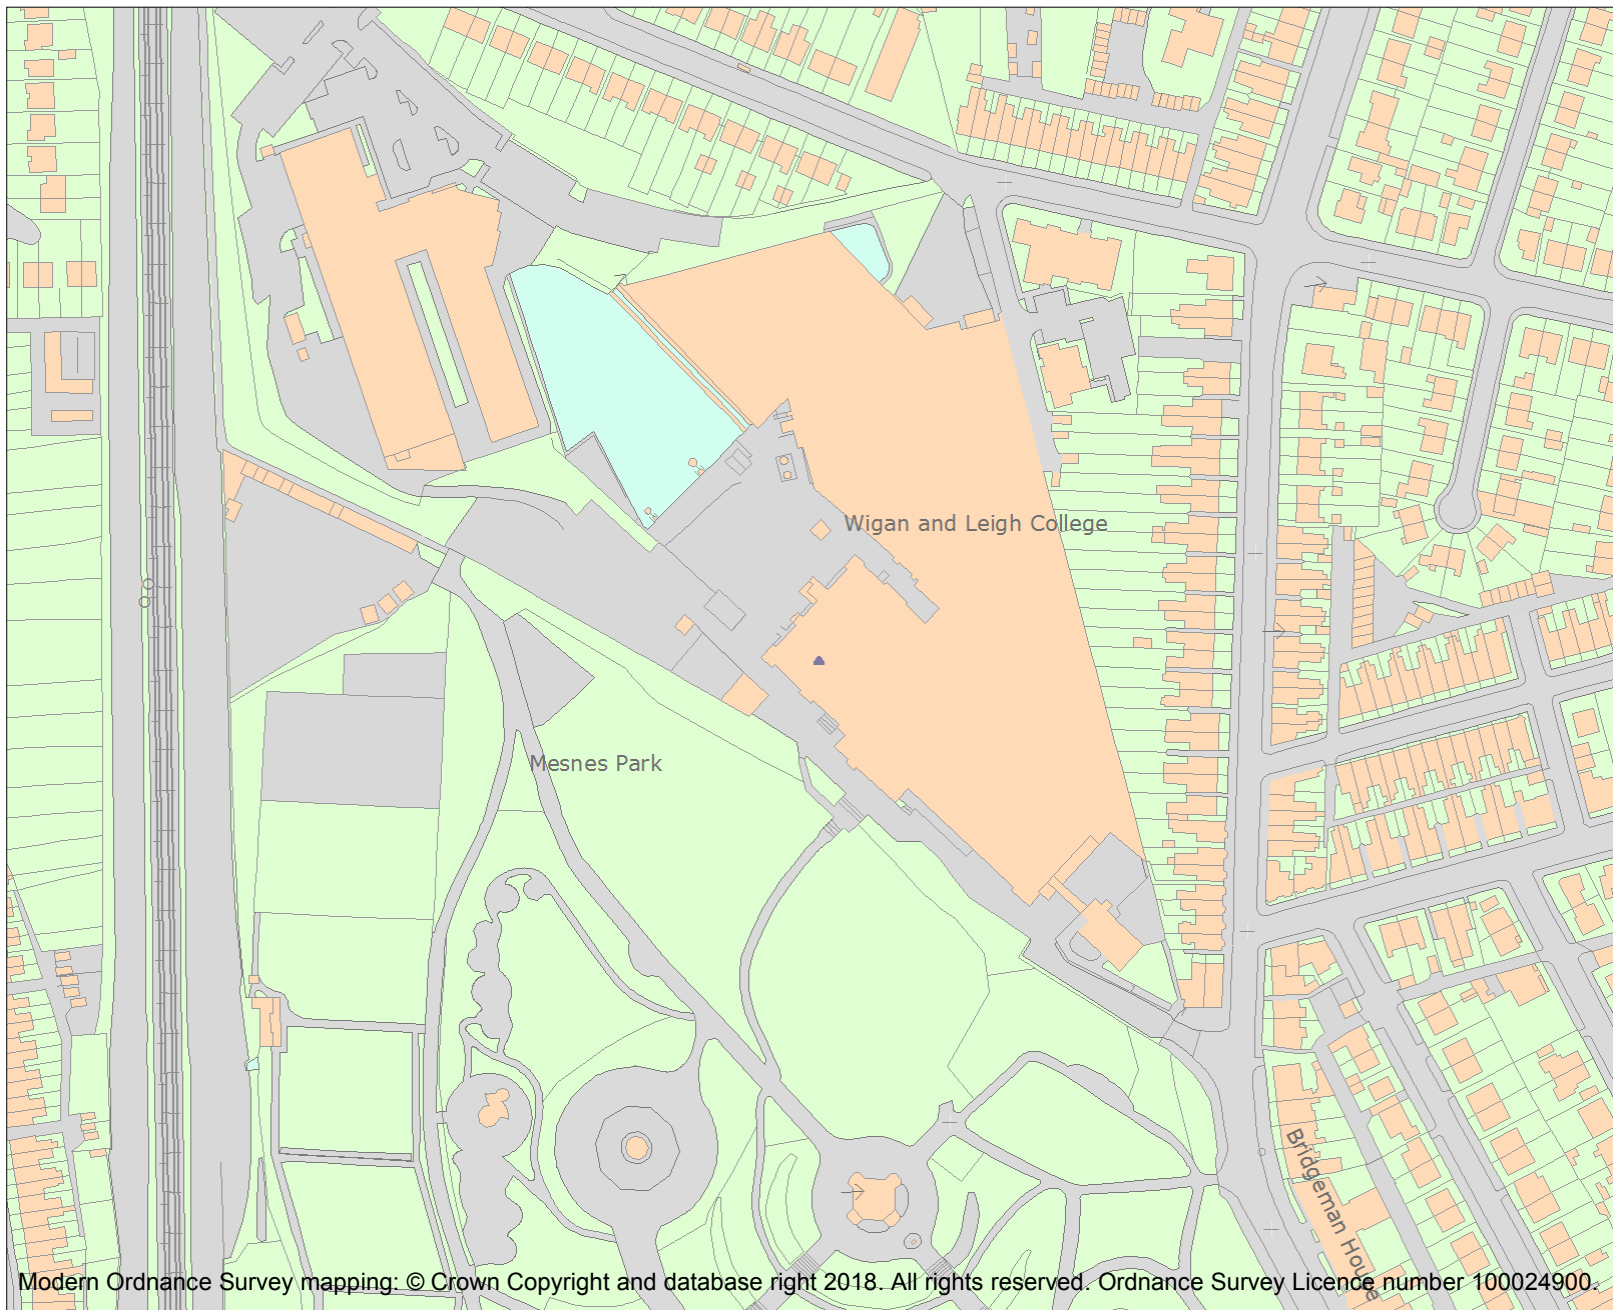 Wigan and Leigh College
Mesnes Park
Bridgeman House
Modern Ordnance Survey mapping: © Crown Copyright and database right 2018. All rights reserved. Ordnance Survey Licence number 100024900.